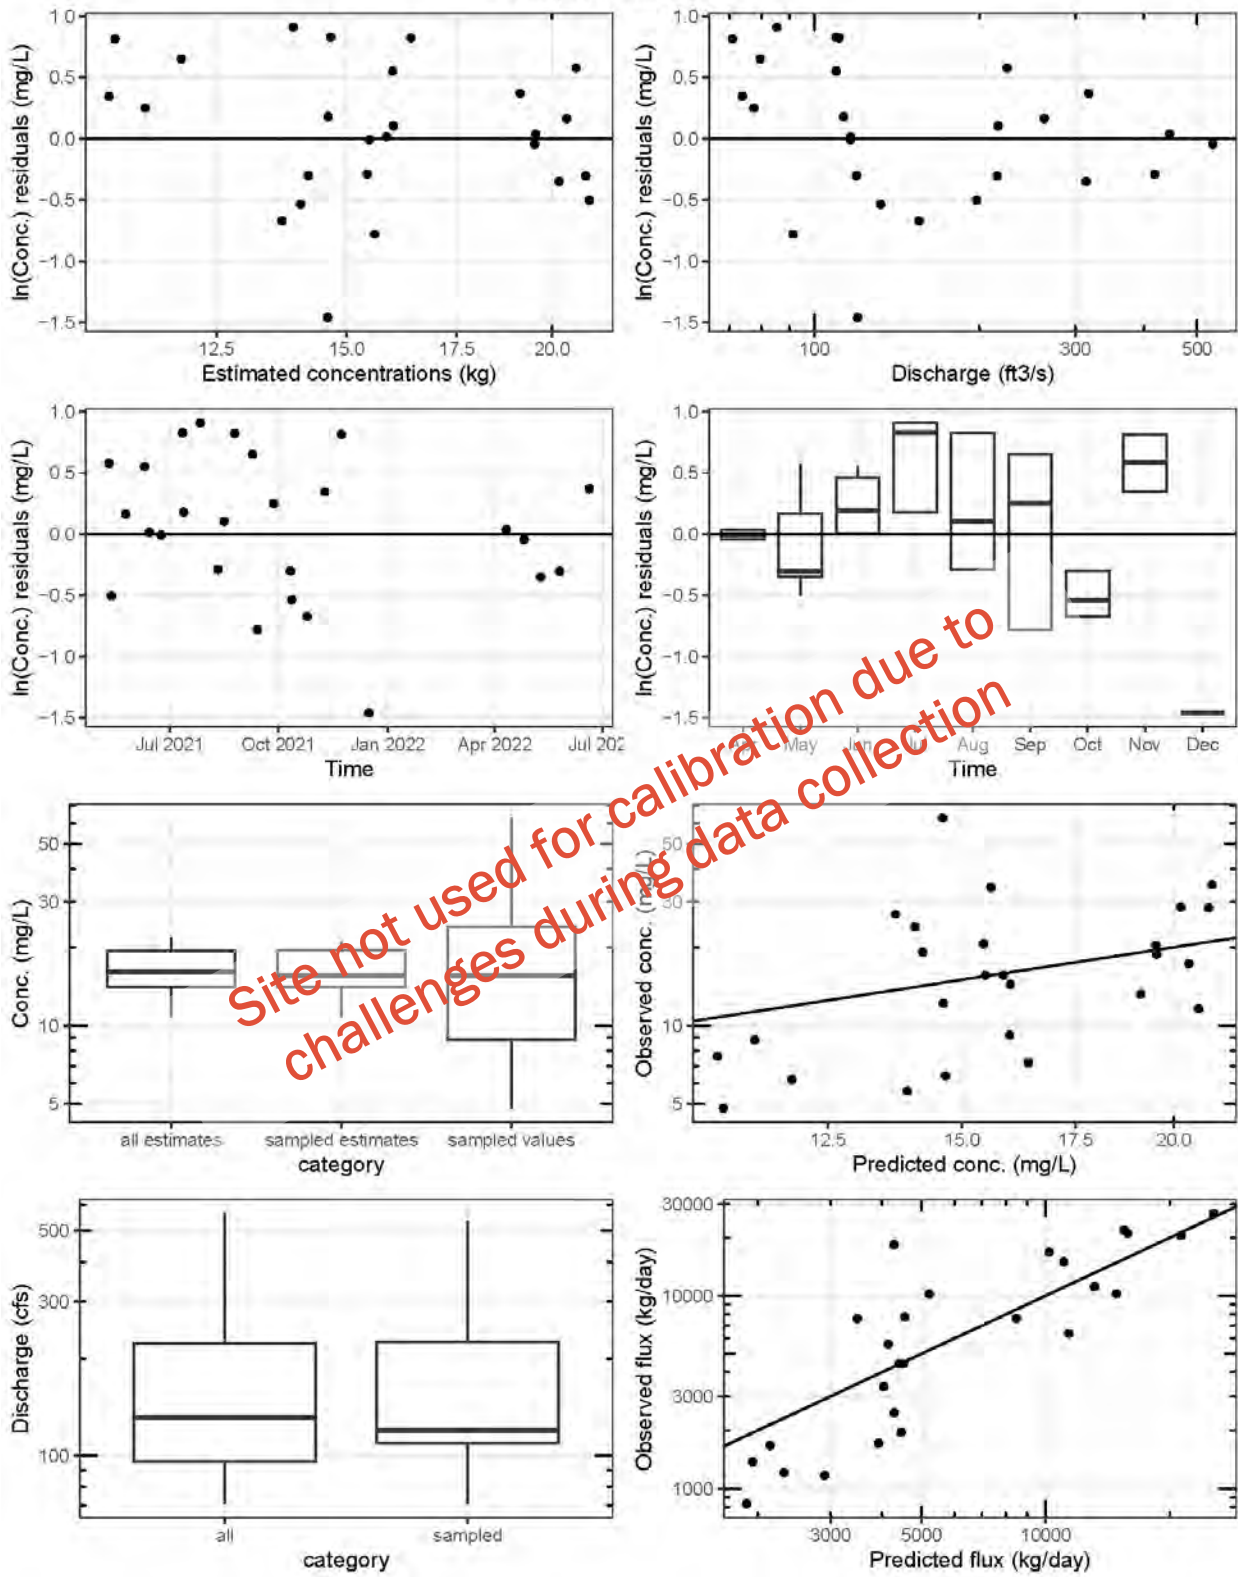 1.0
0.5
0.0
−0.5
−1.0
−1.5
ln(Conc.) residuals (mg/L)
12.5 15.0 17.5 20.0
Estimated concentrations (kg)
1.0
0.5
0.0
−0.5
−1.0
−1.5
ln(Conc.) residuals (mg/L)
100 300 500
Discharge (ft3/s)
1.0
0.5
0.0
−0.5
−1.0
−1.5
ln(Conc.) residuals (mg/L)
Jul 2021 Oct 2021 Jan 2022 Apr 2022 Jul 202
Time
1.0
0.5
0.0
−0.5
−1.0
−1.5
ln(Conc.) residuals (mg/L)
May Jun Jul Aug Sep Oct Nov Dec
Time
Site not used for calibration due to
challenges during data collection
50
30
10
5
Conc. (mg/L)
all estimates sampled estimates sampled values
category
50
30
10
5
Observed conc. (mg/L)
12.5 15.0 17.5 20.0
Predicted conc. (mg/L)
500
300
100
Discharge (cfs)
all sampled
category
30000
10000
3000
1000
Observed flux (kg/day)
3000 5000 10000
Predicted flux (kg/day)